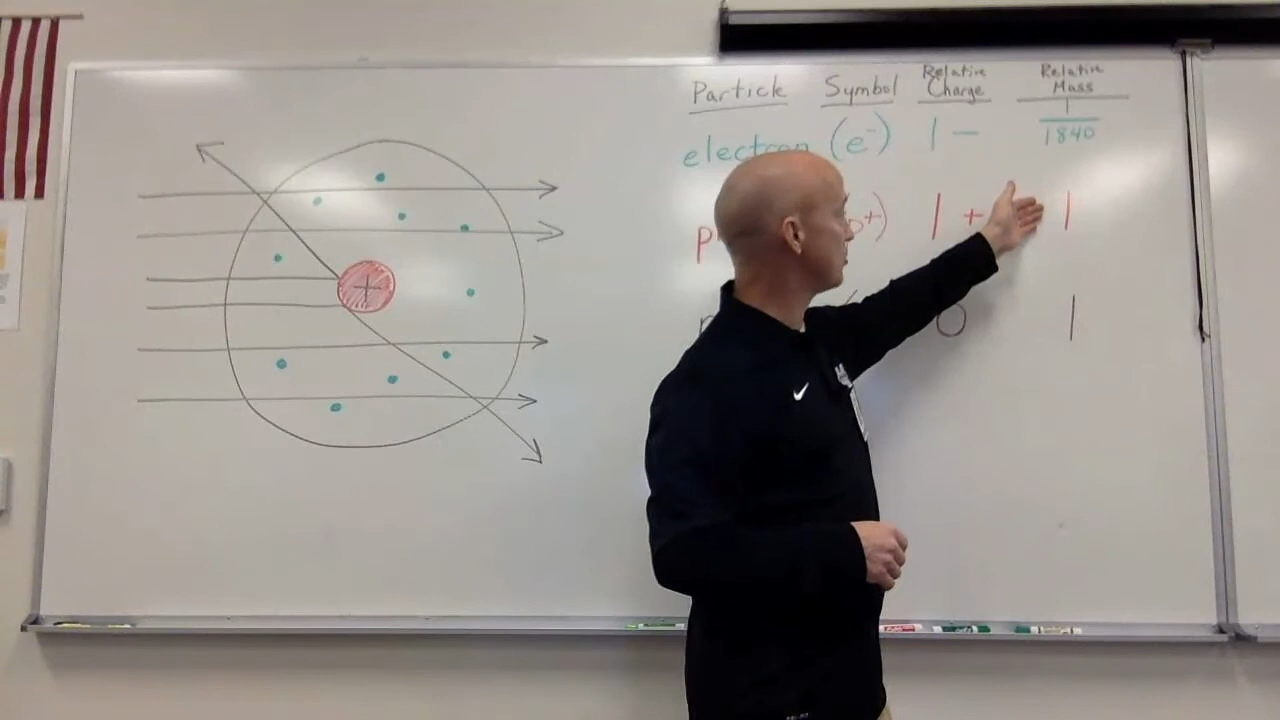 Particle Symbol Relative Charge Relative Mass
electron (e⁻) 1 - 1/1840
p⁺) 1 + 1
0 1
+